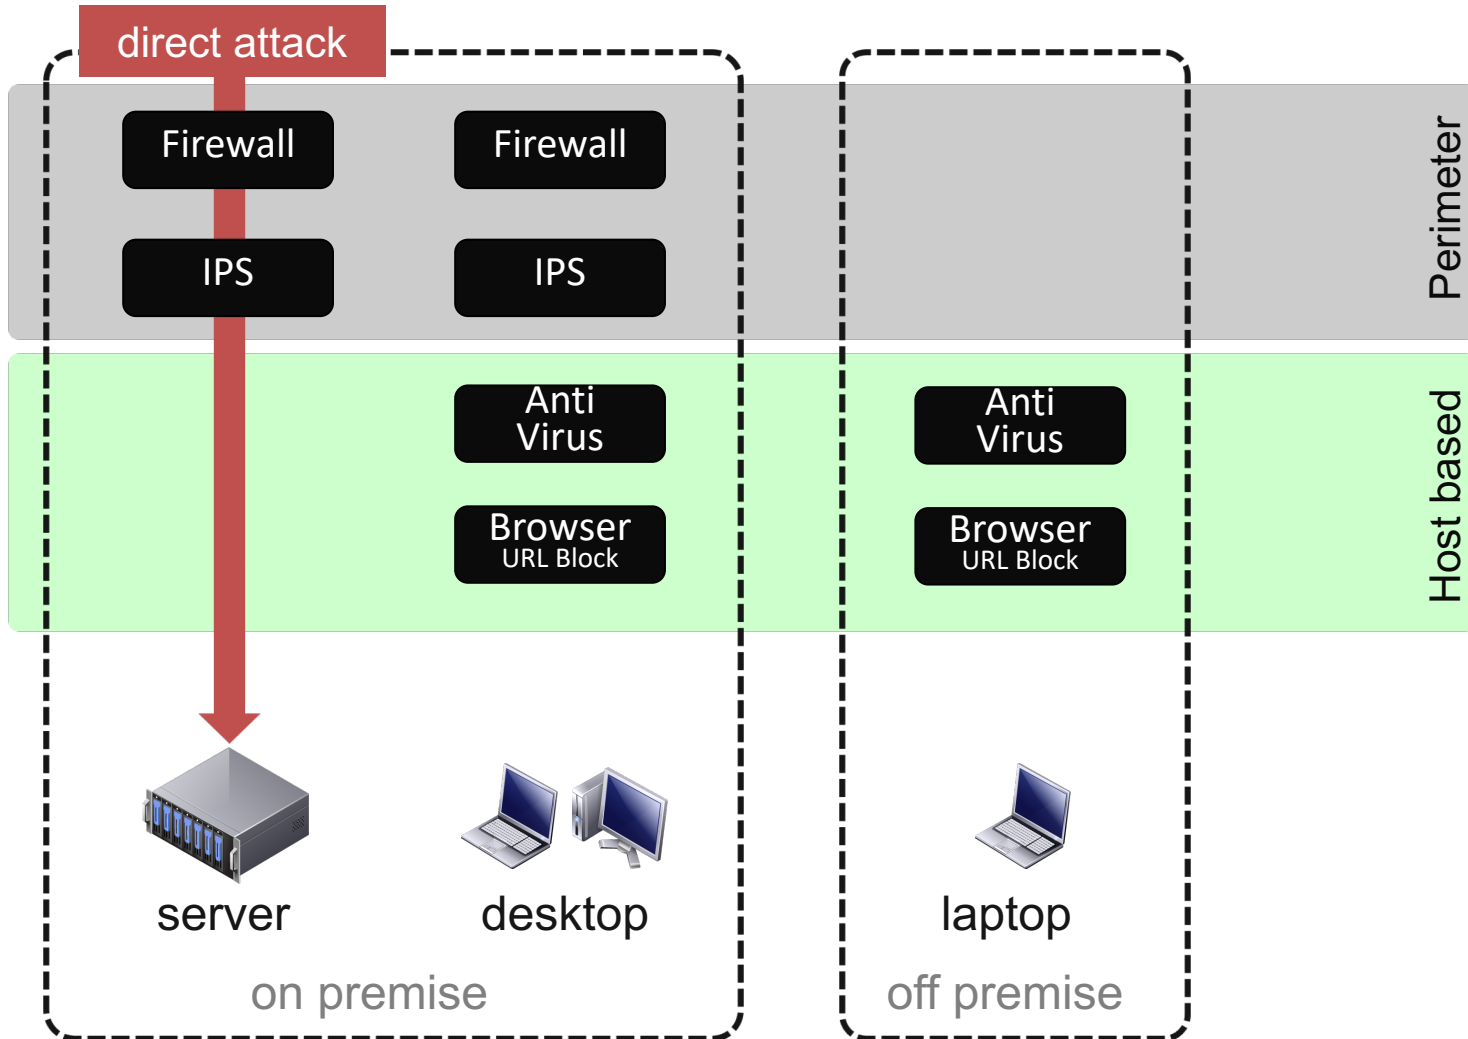 direct attack
Firewall
Firewall
IPS
IPS
Perimeter
Anti
Virus
Anti
Virus
Browser
URL Block
Browser
URL Block
Host based
server
desktop
laptop
on premise
off premise